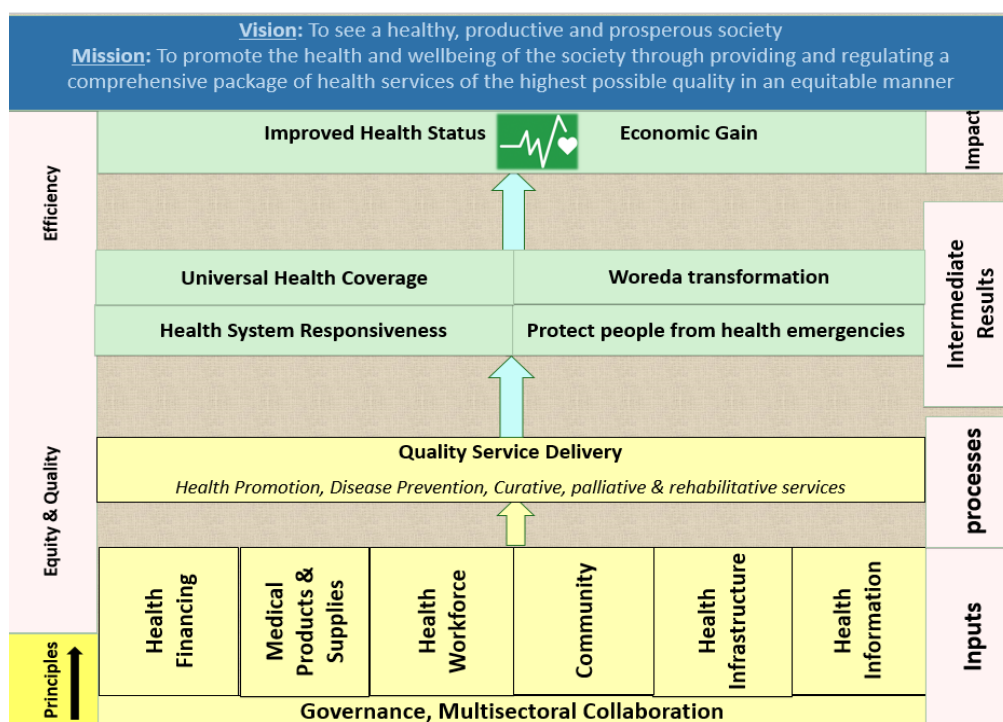 Vision: To see a healthy, productive and prosperous society
Mission: To promote the health and wellbeing of the society through providing and regulating a
comprehensive package of health services of the highest possible quality in an equitable manner
Improved Health Status
Economic Gain
Impact
Efficiency
Universal Health Coverage
Woreda transformation
Health System Responsiveness
Protect people from health emergencies
Intermediate
Results
Quality Service Delivery
Health Promotion, Disease Prevention, Curative, palliative & rehabilitative services
processes
Equity & Quality
Health
Financing
Medical
Products &
Supplies
Health
Workforce
Community
Health
Infrastructure
Health
Information
Inputs
Principles
Governance, Multisectoral Collaboration